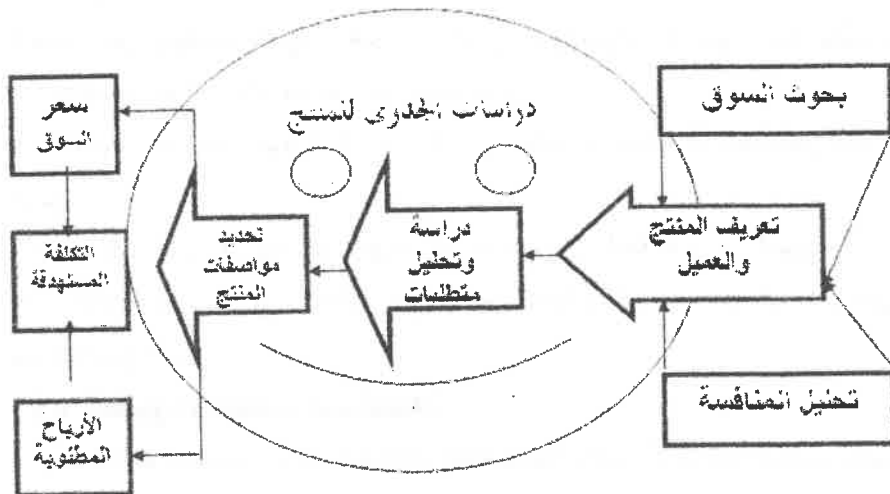 دراسات الجدوى للمنتج
بحوث السوق
تعريف المنتج
والعميل
تحليل المنافسة
دراسة
وتحليل
متطلبات
تحديد
مواصفات
المنتج
سعر
السوق
التكلفة
المستهدفة
الأرباح
المطلوبة